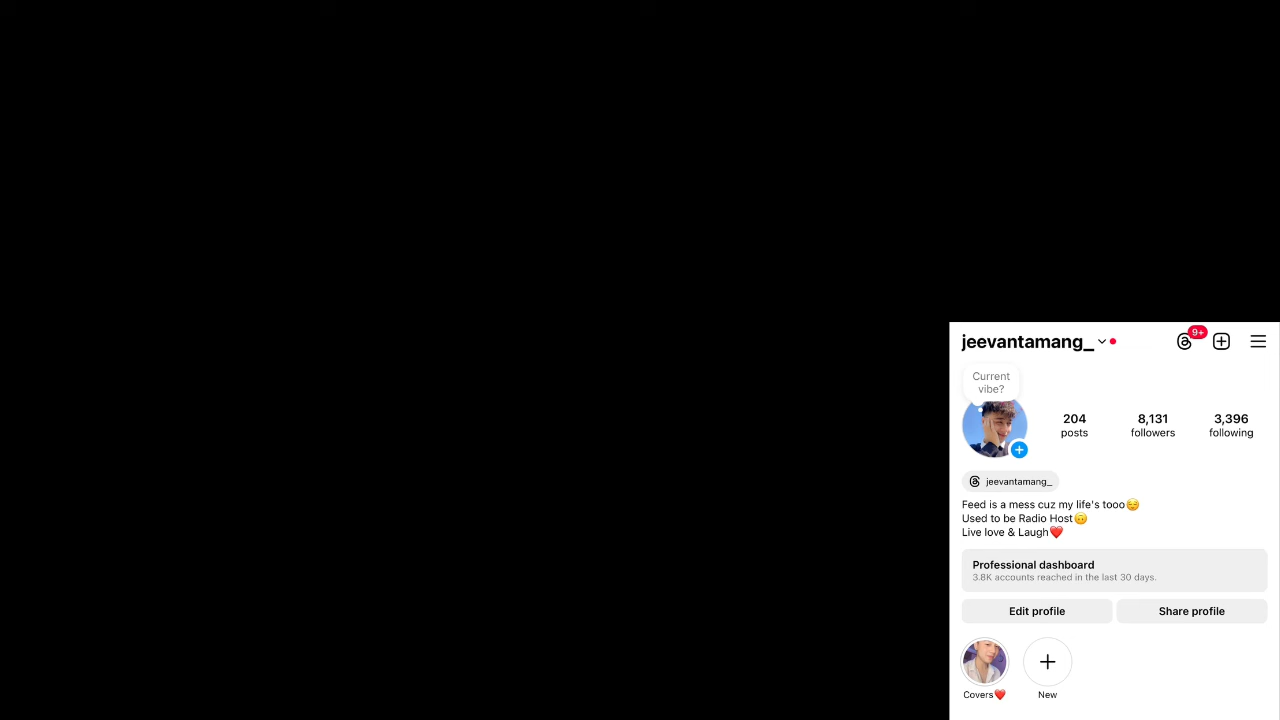 jeevantamang_
9+
Current
vibe?
204 8,131 3,396
posts followers following
jeevantamang_
Feed is a mess cuz my life's tooo😌
Used to be Radio Host🙃
Live love & Laugh❤️
Professional dashboard
3.8K accounts reached in the last 30 days.
Edit profile Share profile
Covers❤️ New